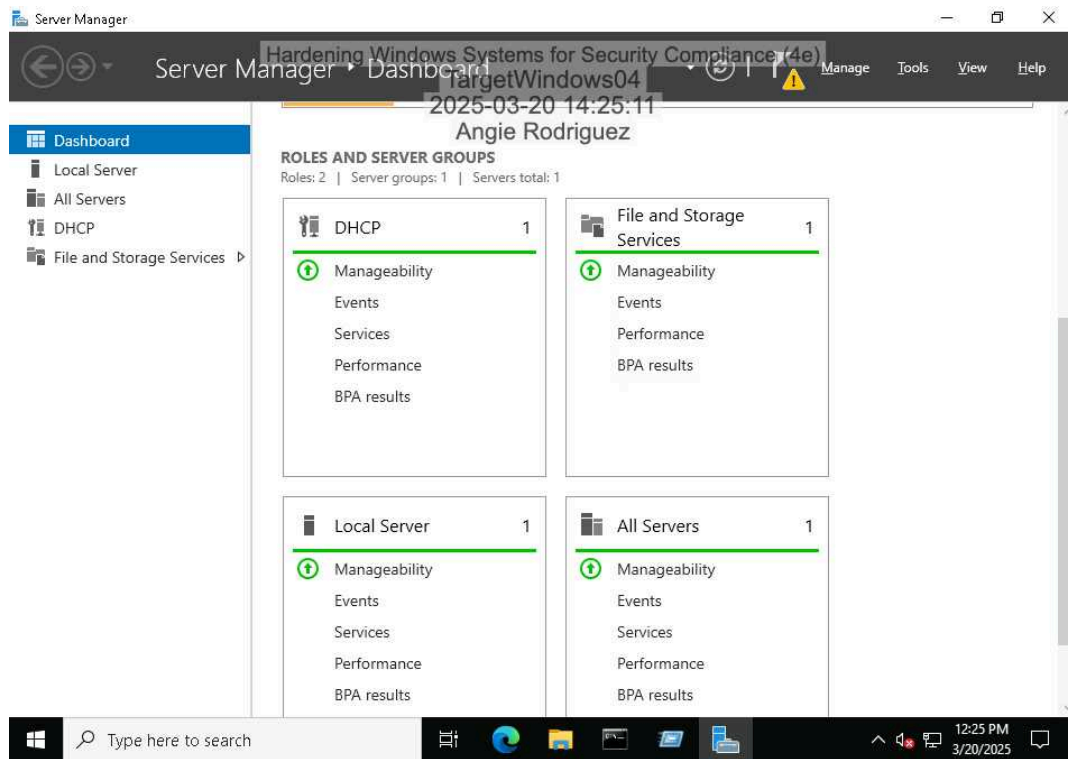 Server Manager
Server Manager • Dashboard
Manage Tools View Help
Hardening Windows Systems for Security Compliance (4e)
TargetWindows04
2025-03-20 14:25:11
Angie Rodriguez
Dashboard
Local Server
All Servers
DHCP
File and Storage Services
ROLES AND SERVER GROUPS
Roles: 2 | Server groups: 1 | Servers total: 1
DHCP 1
Manageability
Events
Services
Performance
BPA results
File and Storage
Services 1
Manageability
Events
Performance
BPA results
Local Server 1
Manageability
Events
Services
Performance
BPA results
All Servers 1
Manageability
Events
Services
Performance
BPA results
Type here to search
12:25 PM
3/20/2025